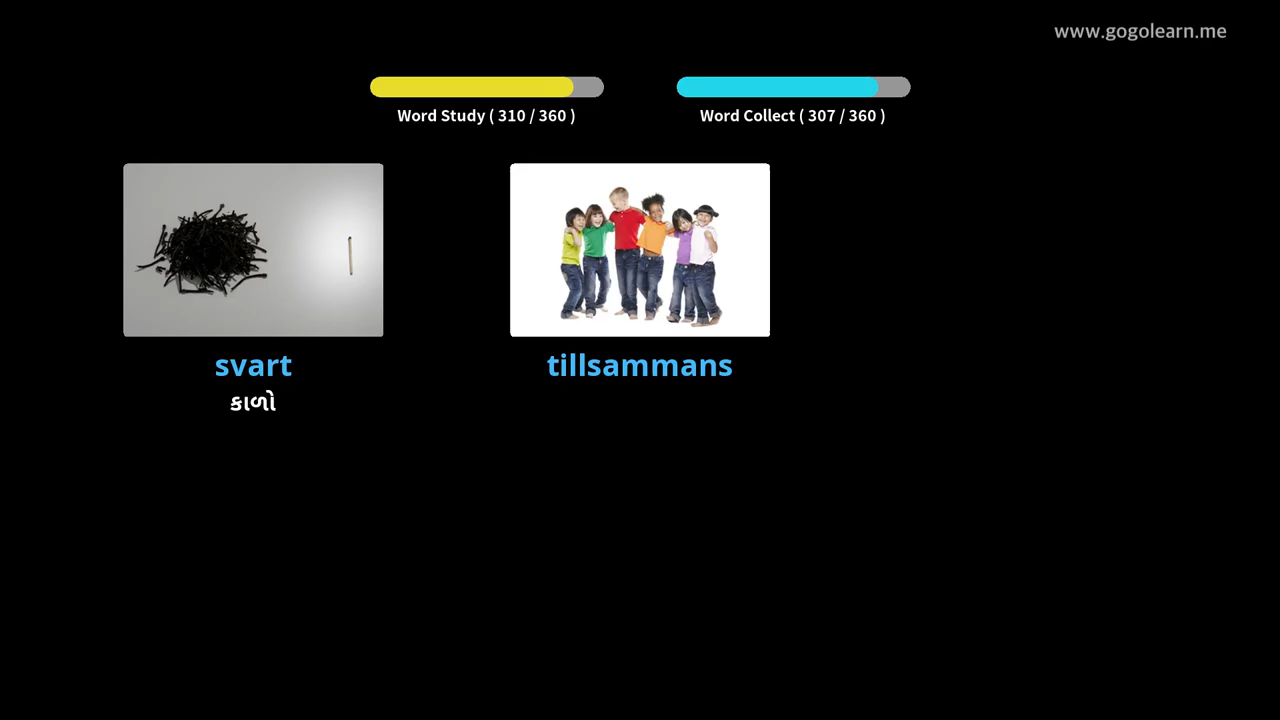 www.gogolearn.me
Word Study ( 310 / 360 )
Word Collect ( 307 / 360 )
svart
tillsammans
કાળો